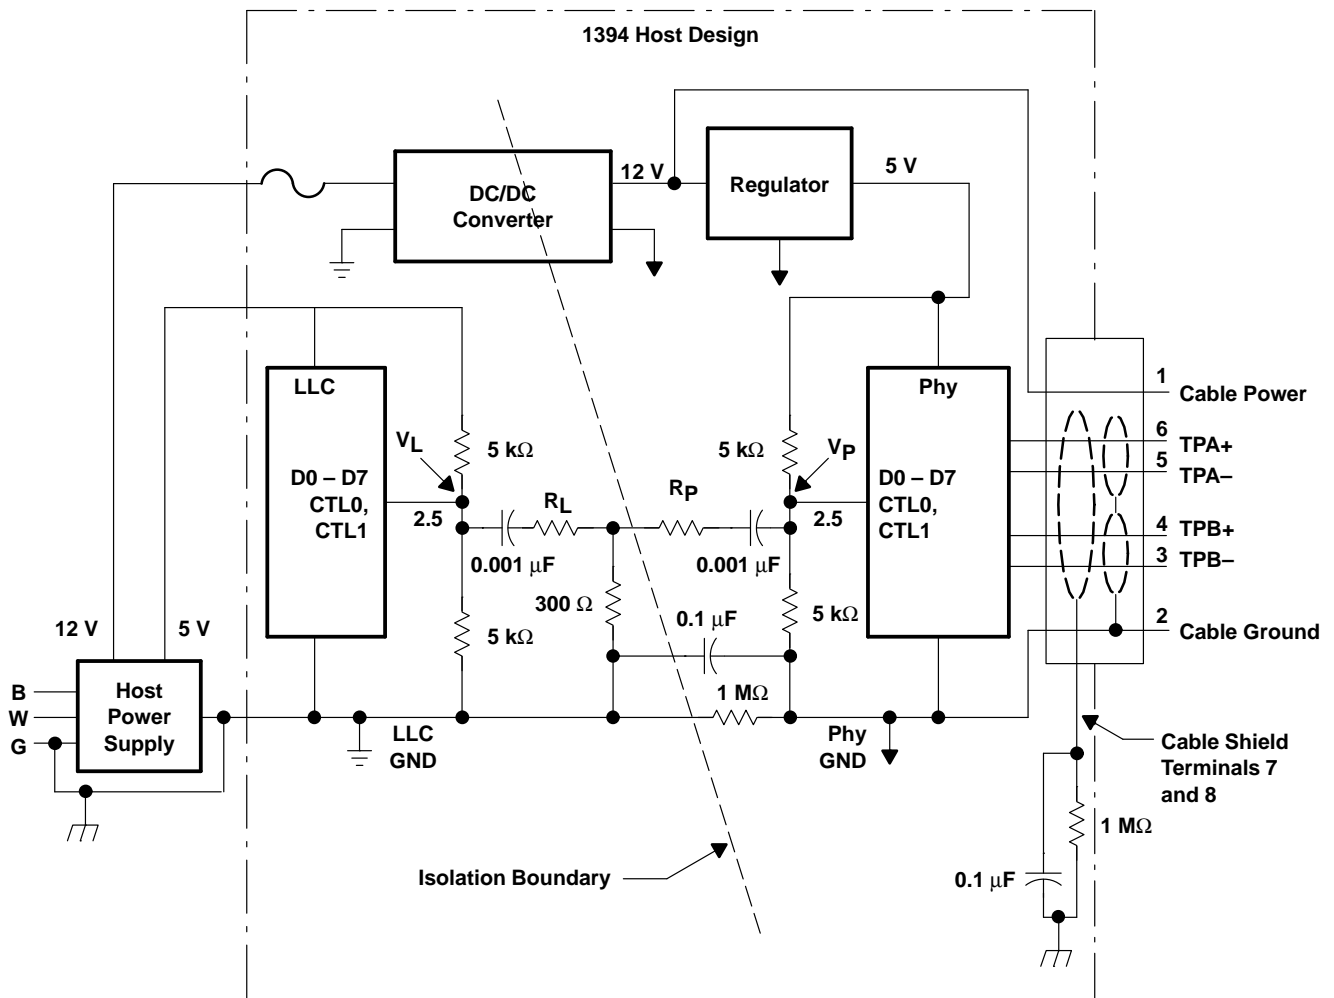 1394 Host Design
12 V
5 V
DC/DC
Converter
Regulator
LLC
Phy
1
Cable Power
6
TPA+
5
TPA–
4
TPB+
3
TPB–
2
Cable Ground
VL
5 kΩ
5 kΩ
VP
D0 – D7
CTL0,
CTL1
2.5
RL
RP
2.5
D0 – D7
CTL0,
CTL1
0.001 μF
0.001 μF
300 Ω
0.1 μF
5 kΩ
5 kΩ
12 V
5 V
1 MΩ
B
W
G
Host
Power
Supply
LLC
GND
Phy
GND
Cable Shield
Terminals 7
and 8
1 MΩ
0.1 μF
Isolation Boundary